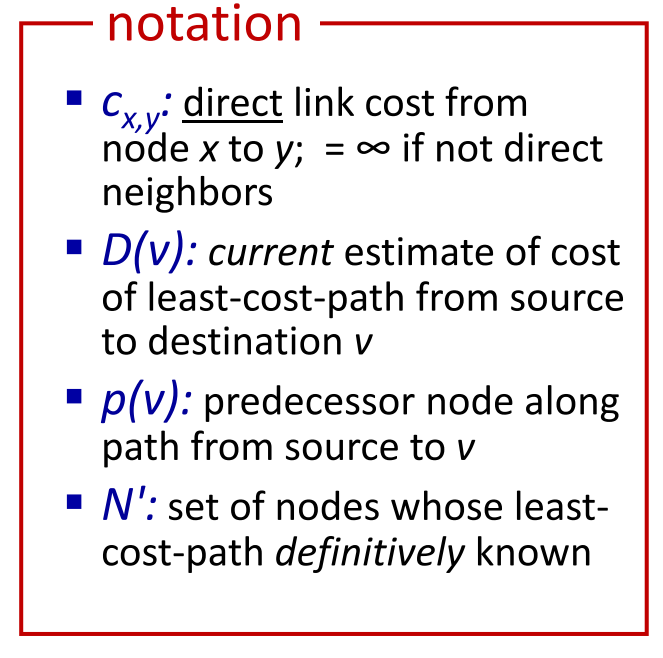 notation
▪ cx,y: direct link cost from
node x to y;  = ∞ if not direct
neighbors
▪ D(v): current estimate of cost
of least-cost-path from source
to destination v
▪ p(v): predecessor node along
path from source to v
▪ N': set of nodes whose least-
cost-path definitively known